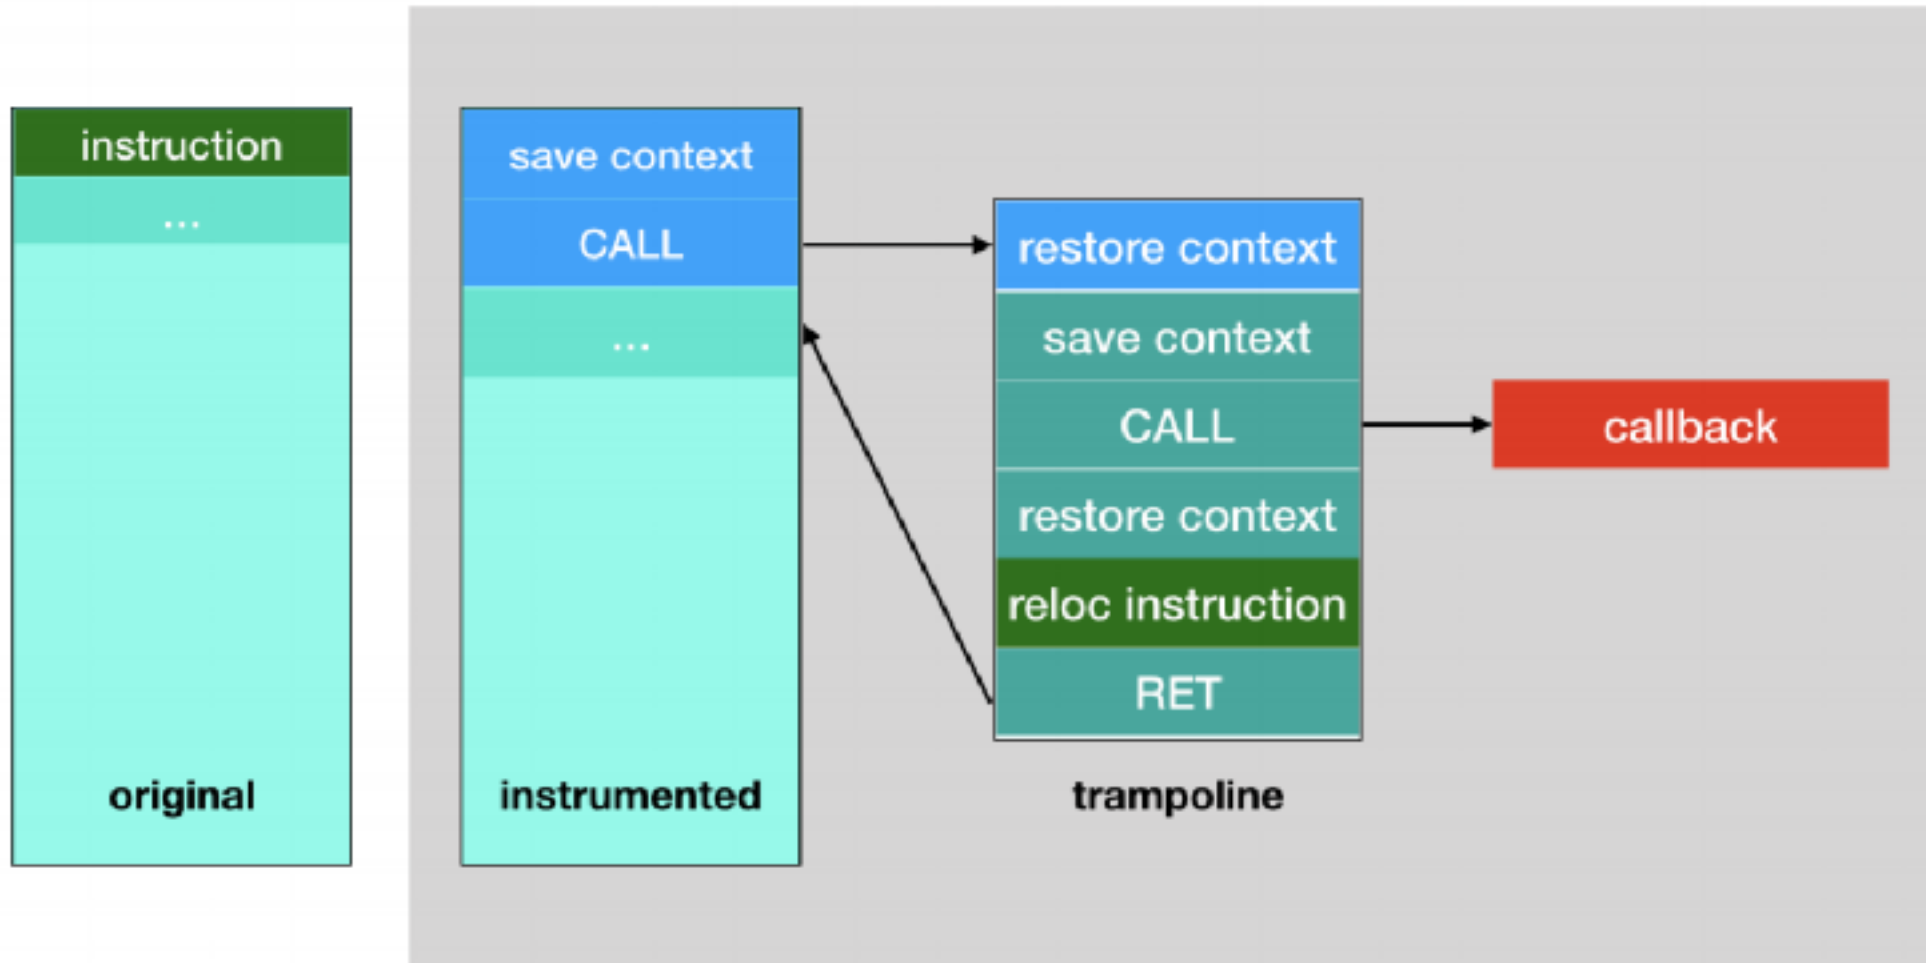 instruction
...
original
save context
CALL
...
instrumented
restore context
save context
CALL
restore context
reloc instruction
RET
trampoline
callback